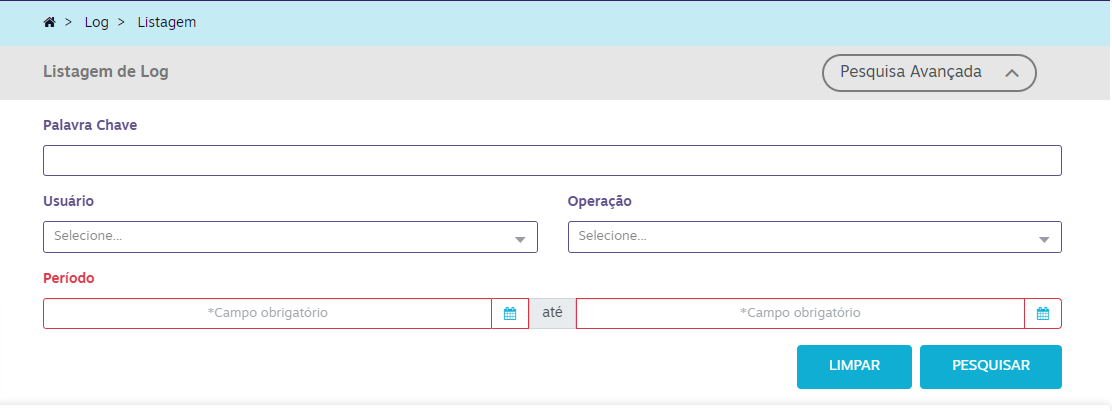 > Log > Listagem
Listagem de Log
Pesquisa Avançada
Palavra Chave
Usuário
Operação
Selecione...
Selecione...
Período
*Campo obrigatório
até
*Campo obrigatório
LIMPAR
PESQUISAR